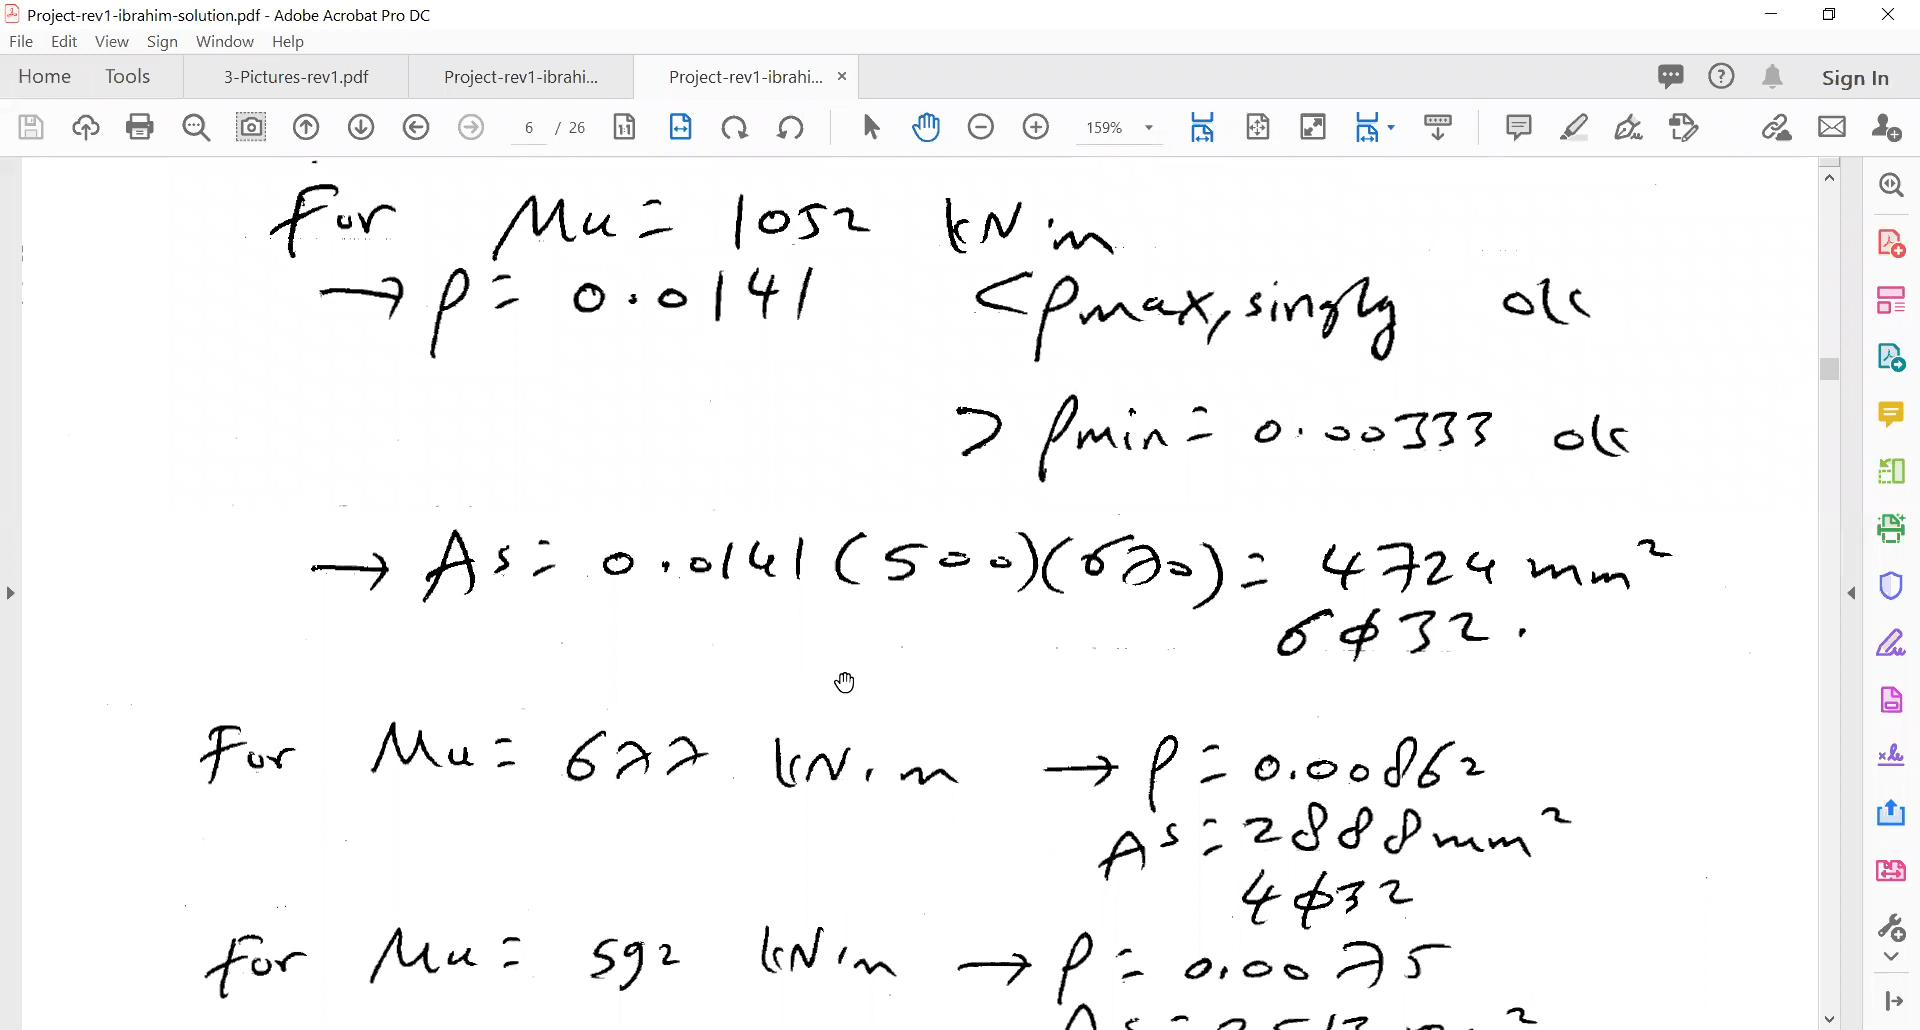 Project-rev1-ibrahim-solution.pdf - Adobe Acrobat Pro DC
File Edit View Sign Window Help
Home Tools 3-Pictures-rev1.pdf Project-rev1-ibrahi... Project-rev1-ibrahi... × Sign In
6 / 26 159%
For Mu = 1052 kN.m
→ ρ = 0.0141 < ρmax, singly ok
> ρmin = 0.00333 ok
→ As = 0.0141 (500)(670) = 4724 mm²
6φ32.
For Mu = 677 kN.m → ρ = 0.00862
As = 2888 mm²
4φ32
For Mu = 592 kN.m → ρ = 0.0075